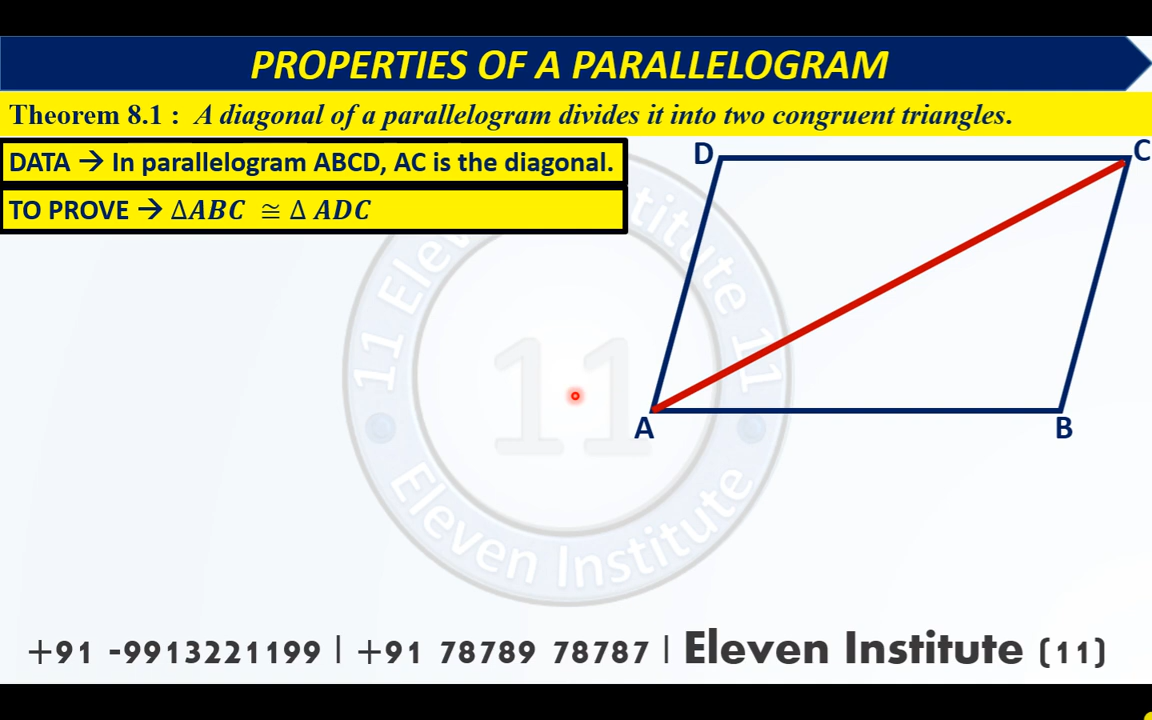 PROPERTIES OF A PARALLELOGRAM
Theorem 8.1 : A diagonal of a parallelogram divides it into two congruent triangles.
DATA → In parallelogram ABCD, AC is the diagonal.
TO PROVE → ∆ABC ≅ ∆ ADC
D
C
A
B
11 Eleven Institute 11
11
Eleven Institute
+91 -9913221199 | +91 78789 78787 | Eleven Institute (11)